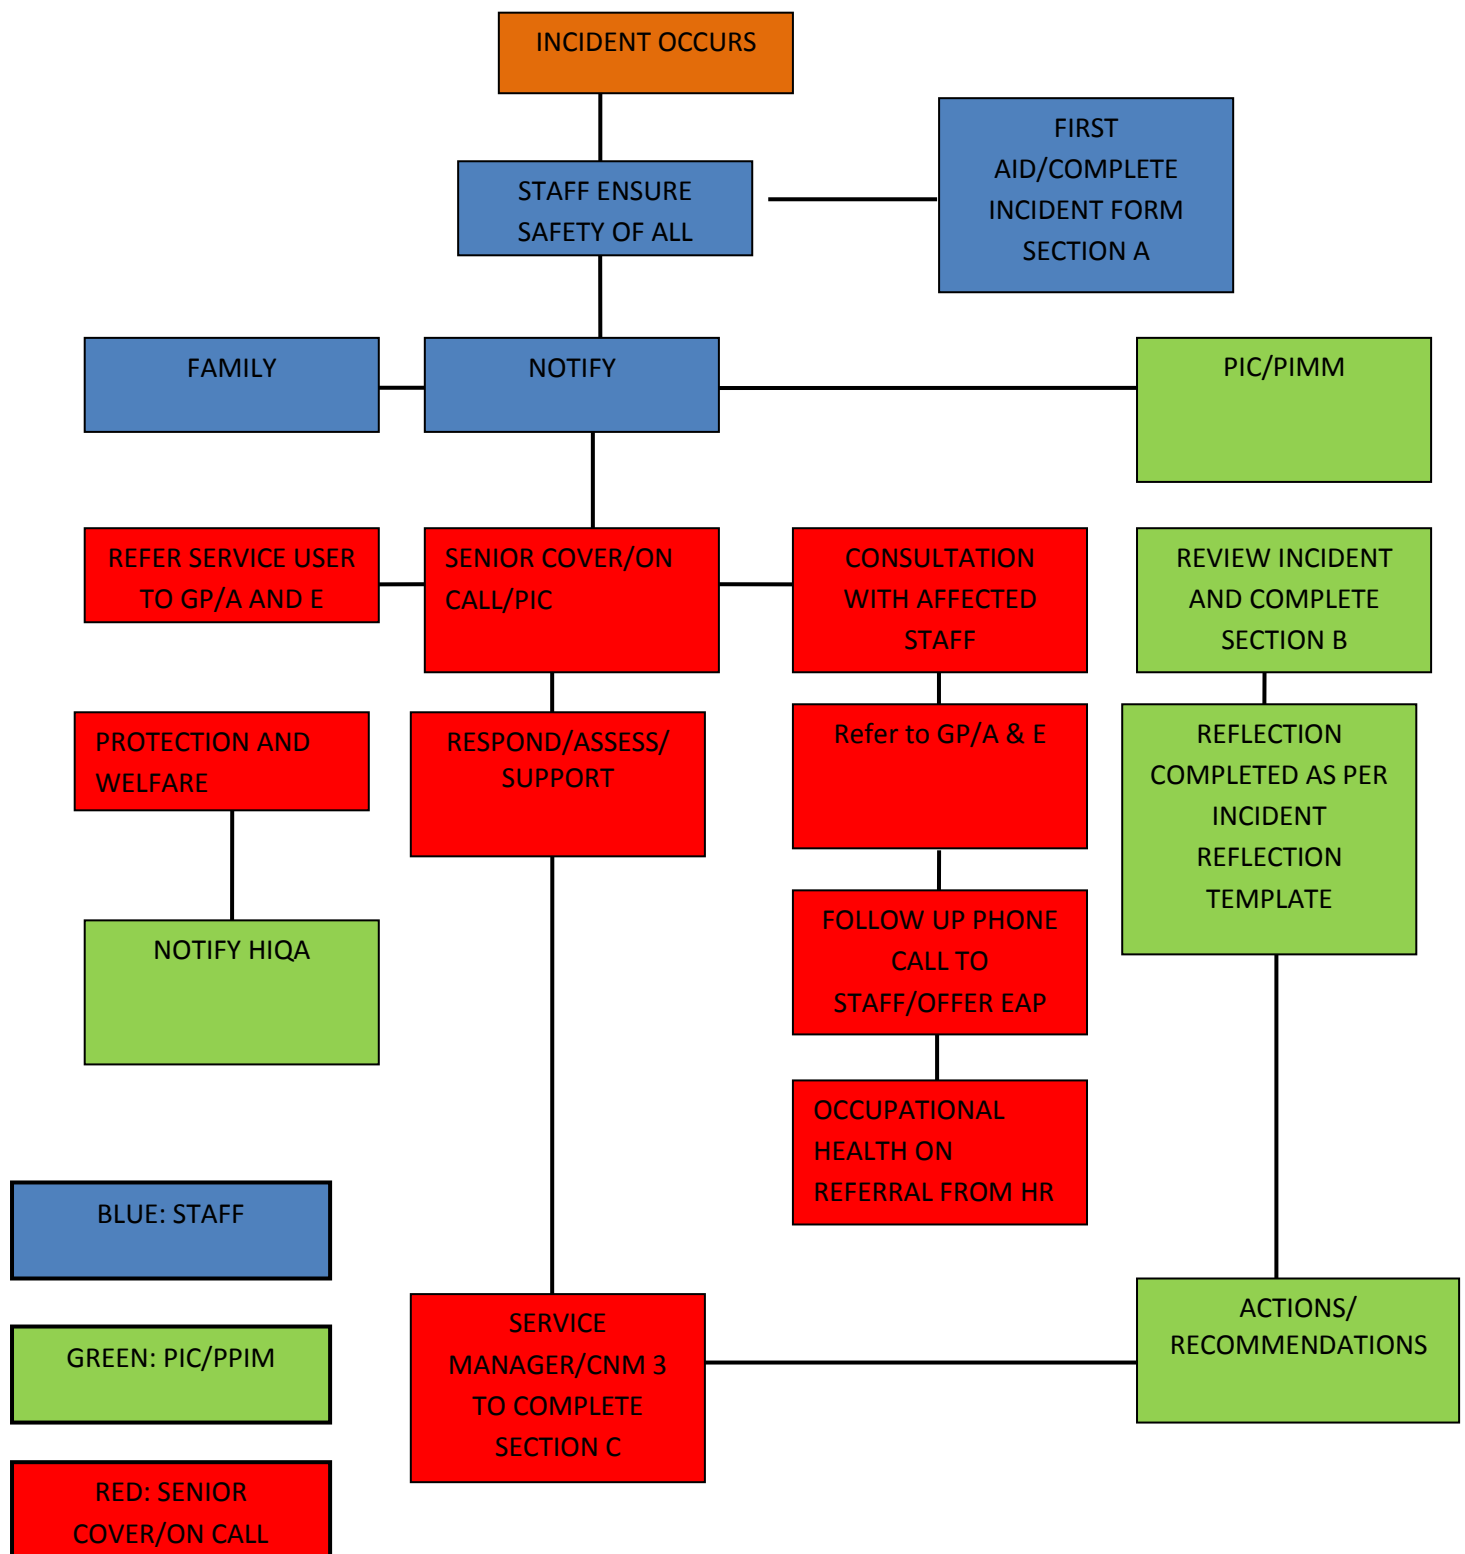 INCIDENT OCCURS
FIRST
AID/COMPLETE
INCIDENT FORM
SECTION A
STAFF ENSURE
SAFETY OF ALL
FAMILY
NOTIFY
PIC/PIMM
REFER SERVICE USER
TO GP/A AND E
SENIOR COVER/ON
CALL/PIC
CONSULTATION
WITH AFFECTED
STAFF
REVIEW INCIDENT
AND COMPLETE
SECTION B
PROTECTION AND
WELFARE
RESPOND/ASSESS/
SUPPORT
Refer to GP/A & E
REFLECTION
COMPLETED AS PER
INCIDENT
REFLECTION
TEMPLATE
NOTIFY HIQA
FOLLOW UP PHONE
CALL TO
STAFF/OFFER EAP
OCCUPATIONAL
HEALTH ON
REFERRAL FROM HR
BLUE: STAFF
GREEN: PIC/PPIM
RED: SENIOR
COVER/ON CALL
SERVICE
MANAGER/CNM 3
TO COMPLETE
SECTION C
ACTIONS/
RECOMMENDATIONS